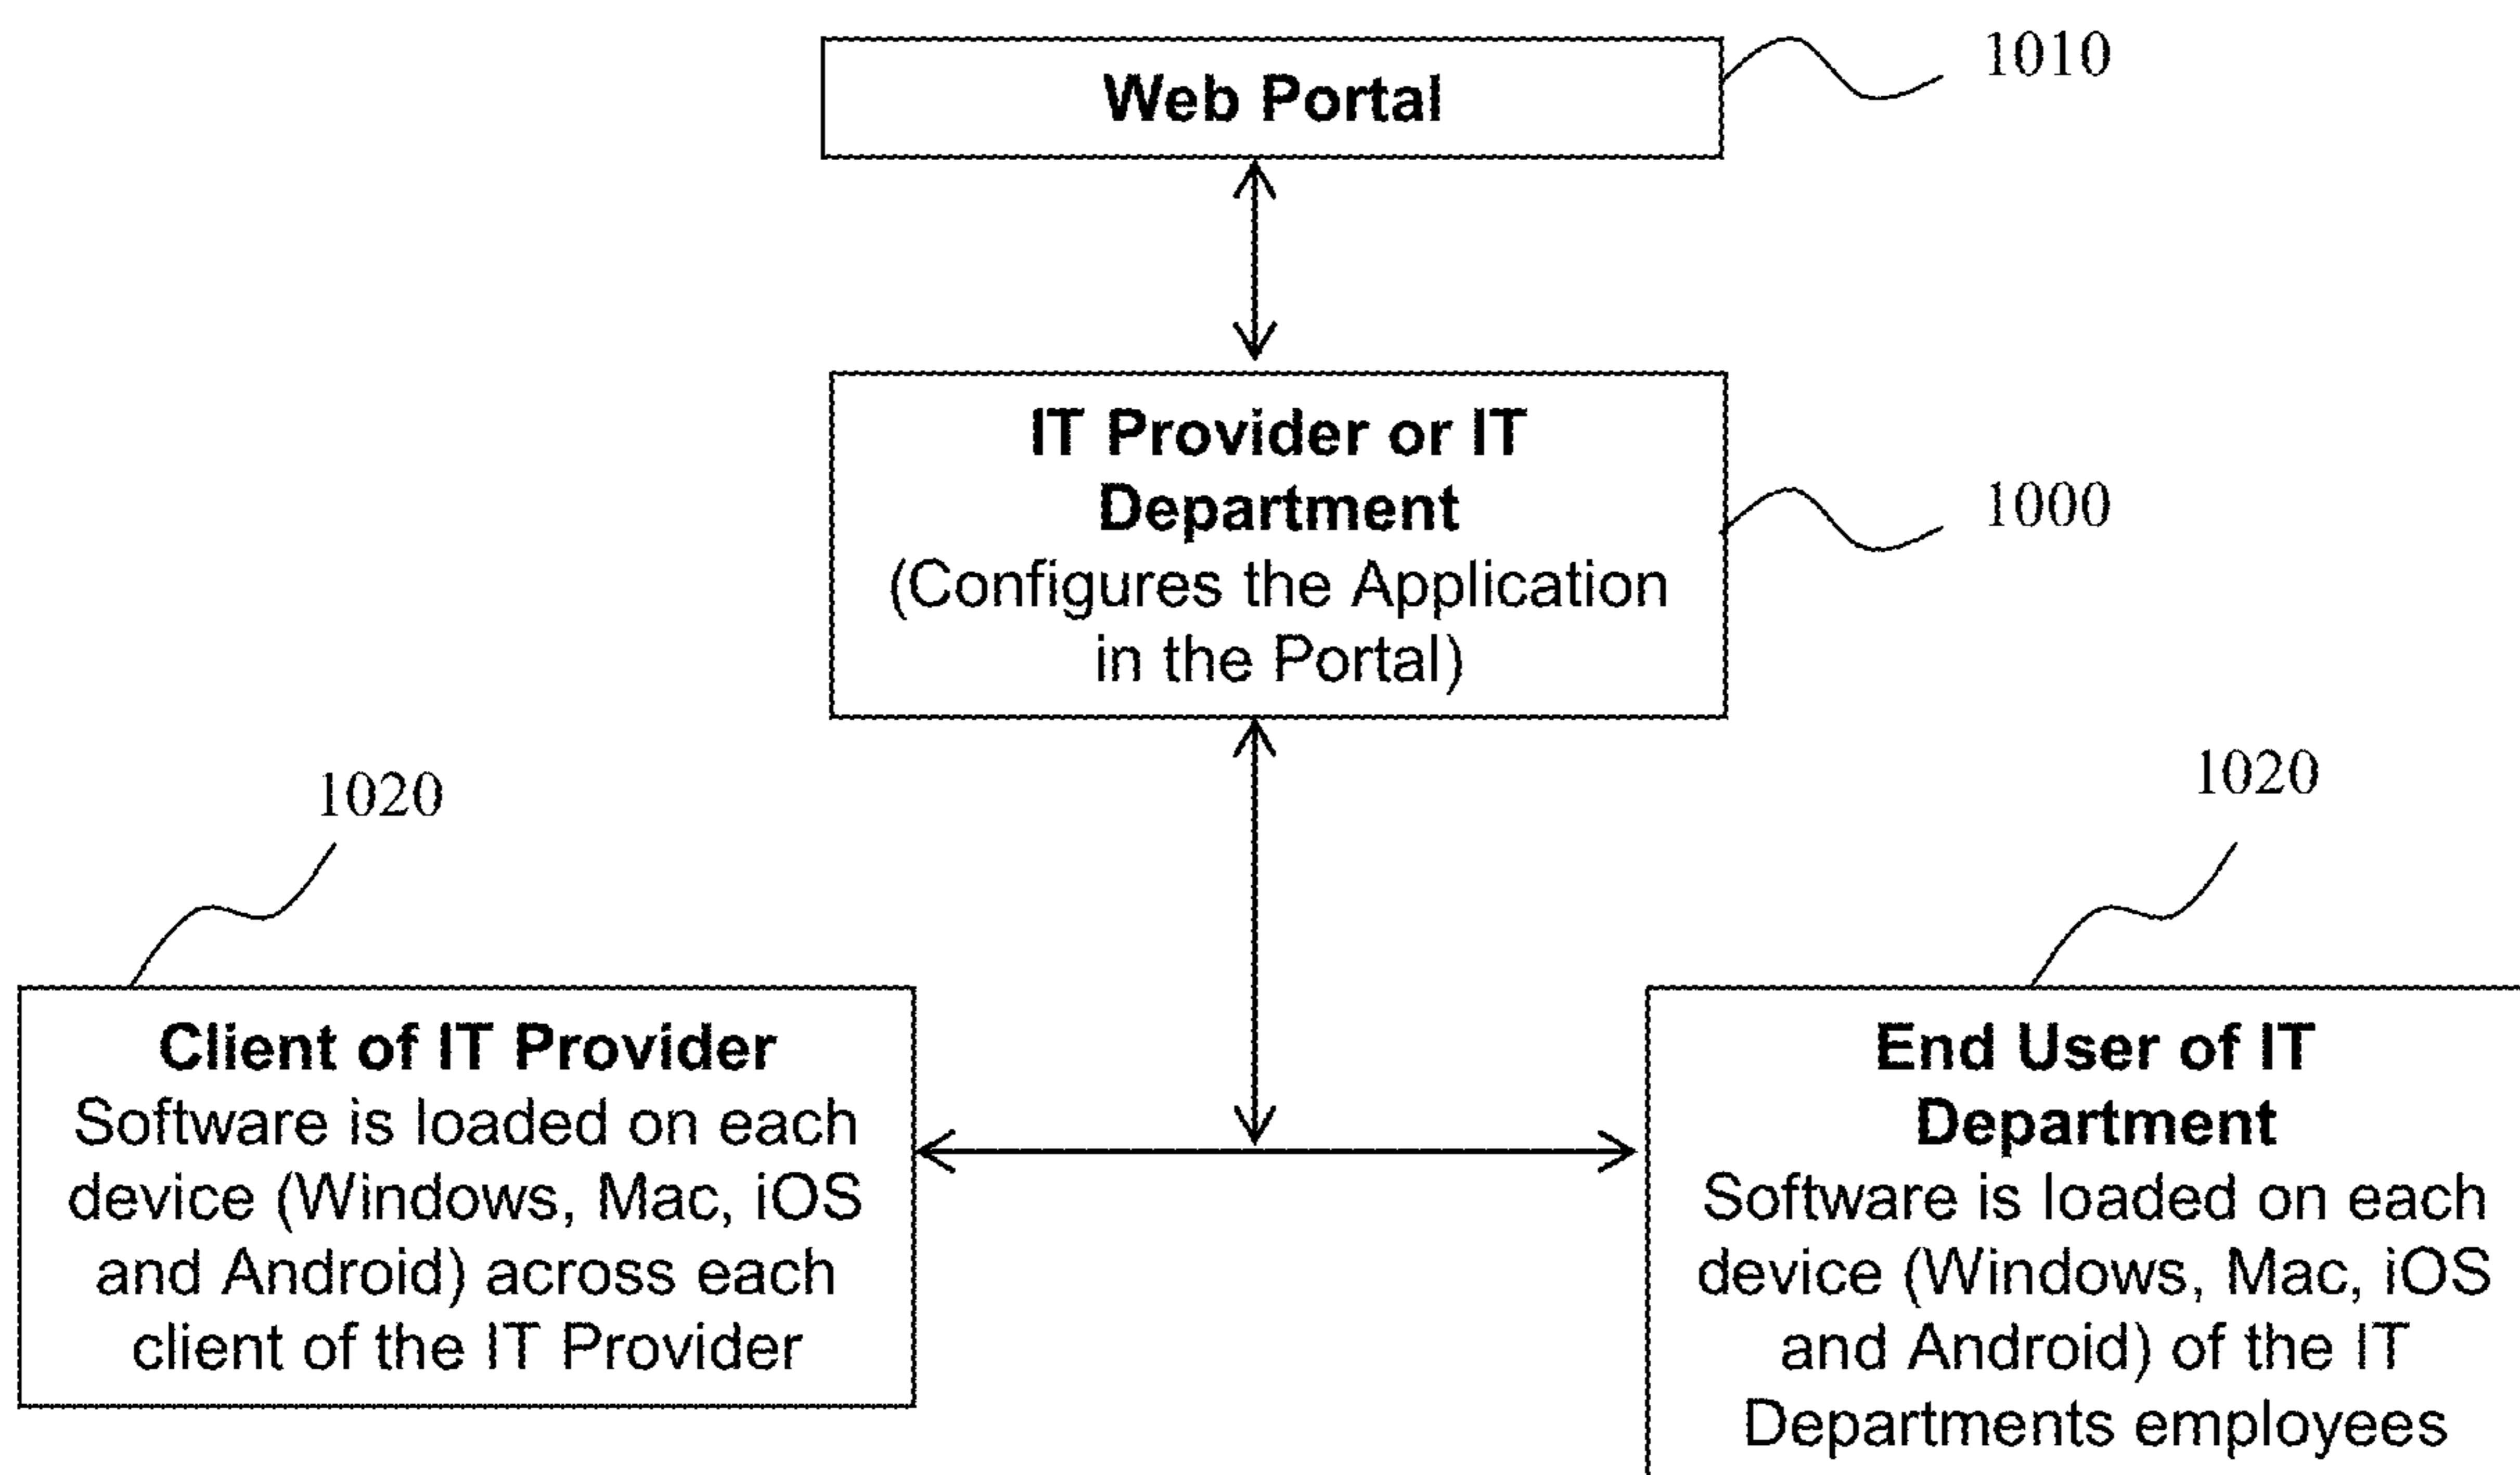 Web Portal
1010
IT Provider or IT
Department
(Configures the Application
in the Portal)
1000
1020
1020
Client of IT Provider
Software is loaded on each
device (Windows, Mac, iOS
and Android) across each
client of the IT Provider
End User of IT
Department
Software is loaded on each
device (Windows, Mac, iOS
and Android) of the IT
Departments employees